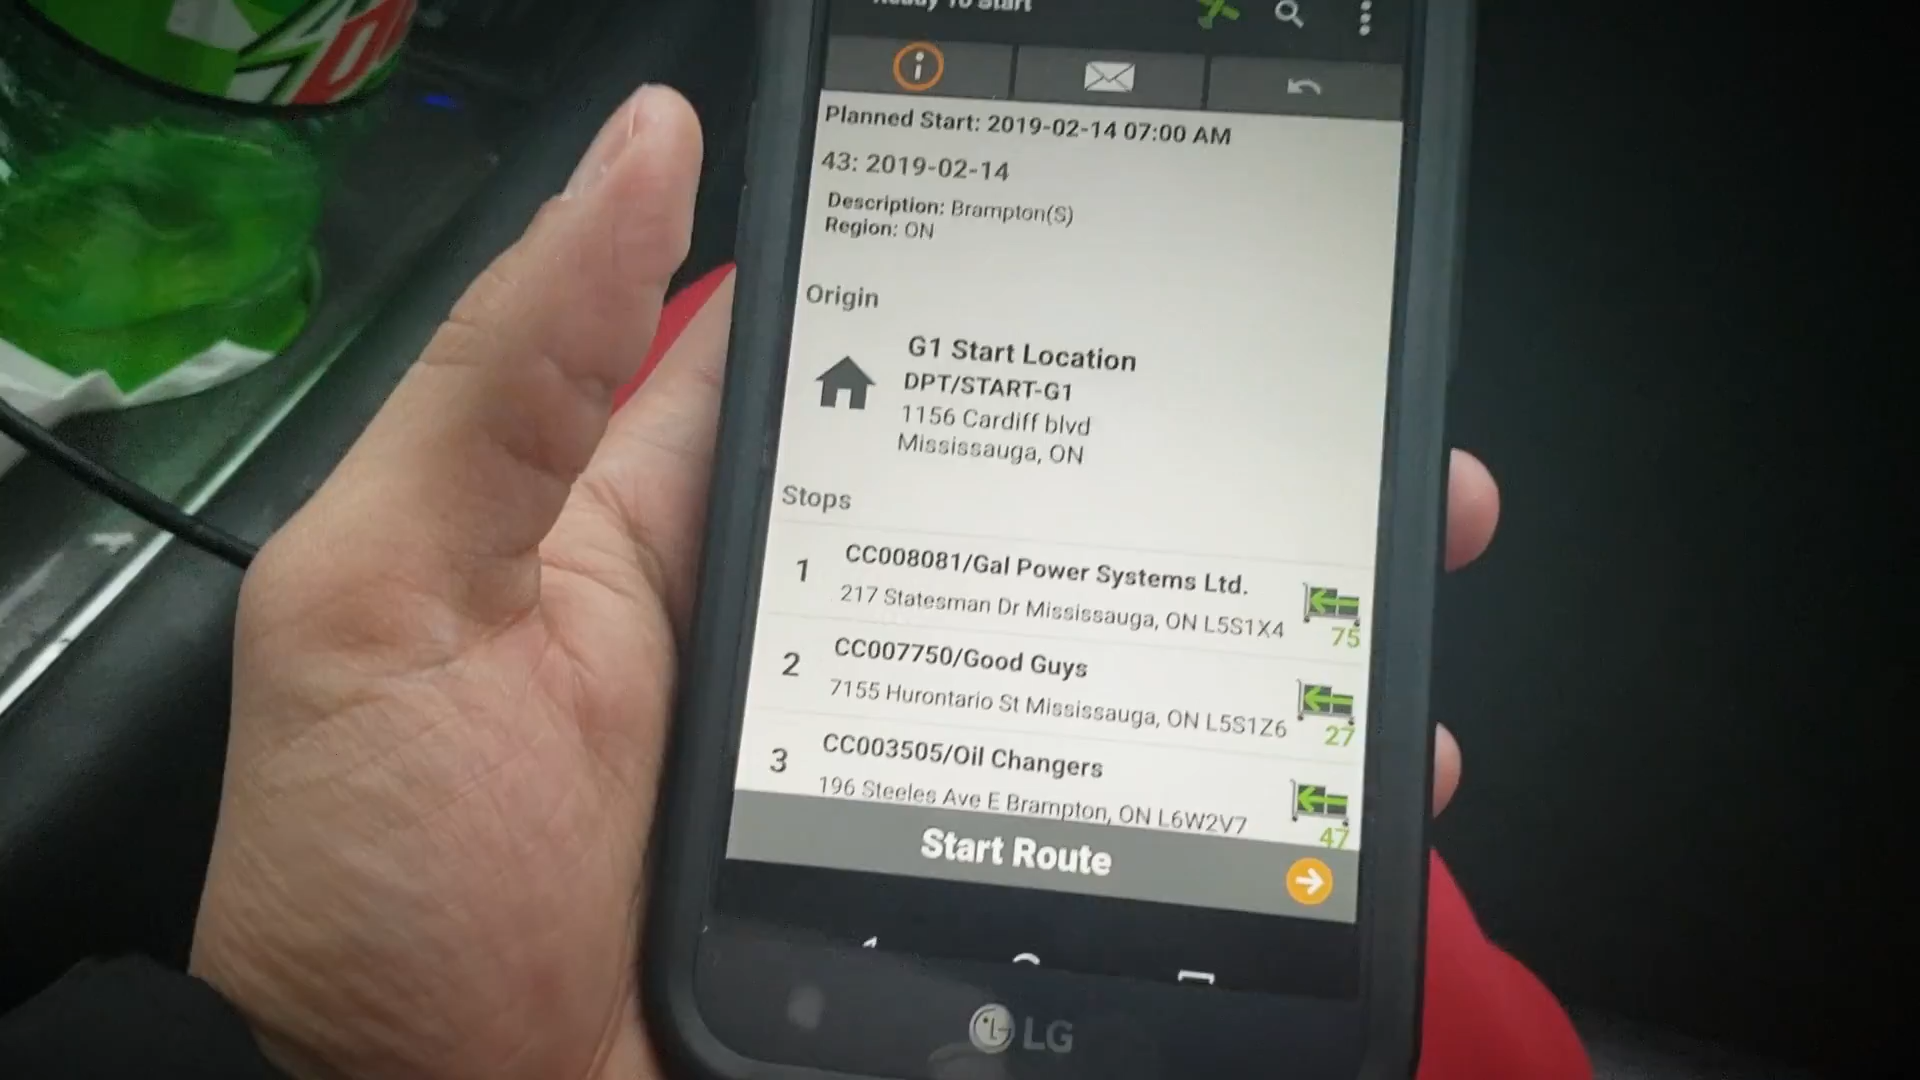 Ready To Start
Planned Start: 2019-02-14 07:00 AM
43: 2019-02-14
Description: Brampton(S)
Region: ON
Origin
G1 Start Location
DPT/START-G1
1156 Cardiff blvd
Mississauga, ON
Stops
1
CC008081/Gal Power Systems Ltd.
217 Statesman Dr Mississauga, ON L5S1X4
75
2
CC007750/Good Guys
7155 Hurontario St Mississauga, ON L5S1Z6
27
3
CC003505/Oil Changers
196 Steeles Ave E Brampton, ON L6W2V7
47
Start Route
LG